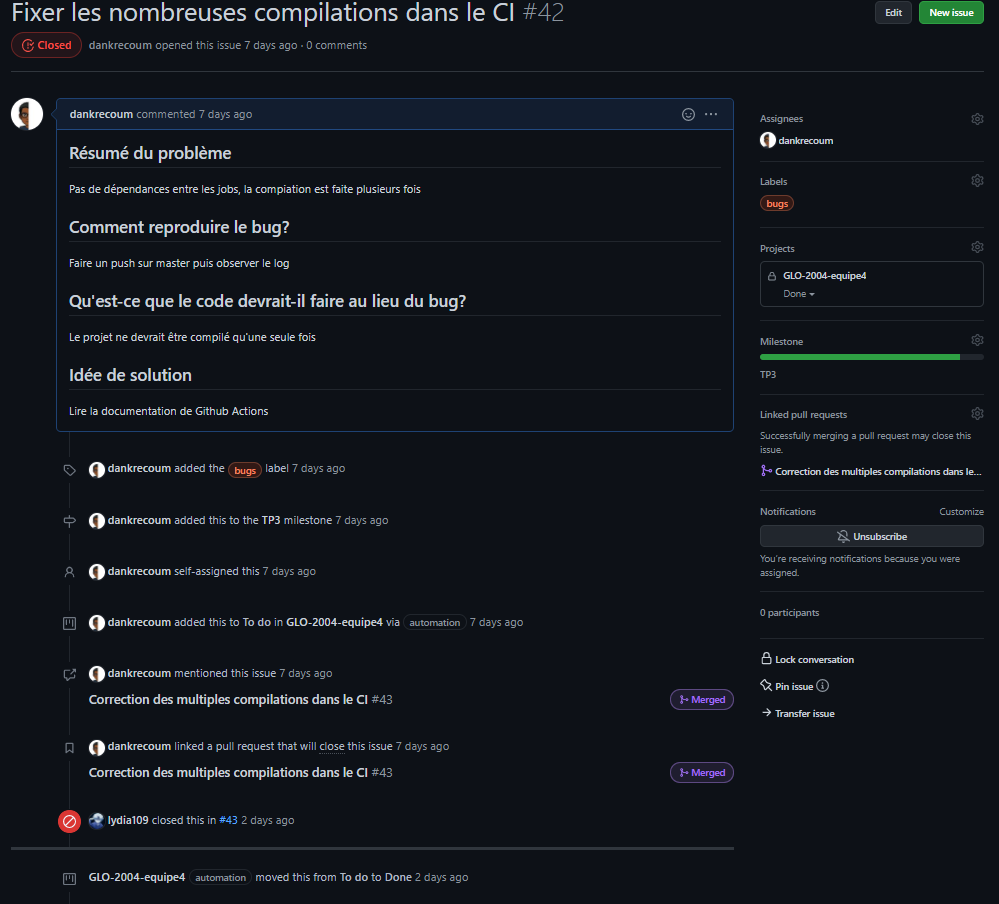 Fixer les nombreuses compilations dans le CI #42
Edit
New issue
Closed
dankrecoum opened this issue 7 days ago · 0 comments
dankrecoum commented 7 days ago
Résumé du problème
Pas de dépendances entre les jobs, la compiation est faite plusieurs fois
Comment reproduire le bug?
Faire un push sur master puis observer le log
Qu'est-ce que le code devrait-il faire au lieu du bug?
Le projet ne devrait être compilé qu'une seule fois
Idée de solution
Lire la documentation de Github Actions
dankrecoum added the bugs label 7 days ago
dankrecoum added this to the TP3 milestone 7 days ago
dankrecoum self-assigned this 7 days ago
dankrecoum added this to To do in GLO-2004-equipe4 via automation 7 days ago
dankrecoum mentioned this issue 7 days ago
Correction des multiples compilations dans le CI #43
Merged
dankrecoum linked a pull request that will close this issue 7 days ago
Correction des multiples compilations dans le CI #43
Merged
lydia109 closed this in #43 2 days ago
GLO-2004-equipe4 automation moved this from To do to Done 2 days ago
Assignees
dankrecoum
Labels
bugs
Projects
GLO-2004-equipe4
Done
Milestone
TP3
Linked pull requests
Successfully merging a pull request may close this
issue.
Correction des multiples compilations dans le...
Notifications
Customize
Unsubscribe
You're receiving notifications because you were
assigned.
0 participants
Lock conversation
Pin issue
Transfer issue